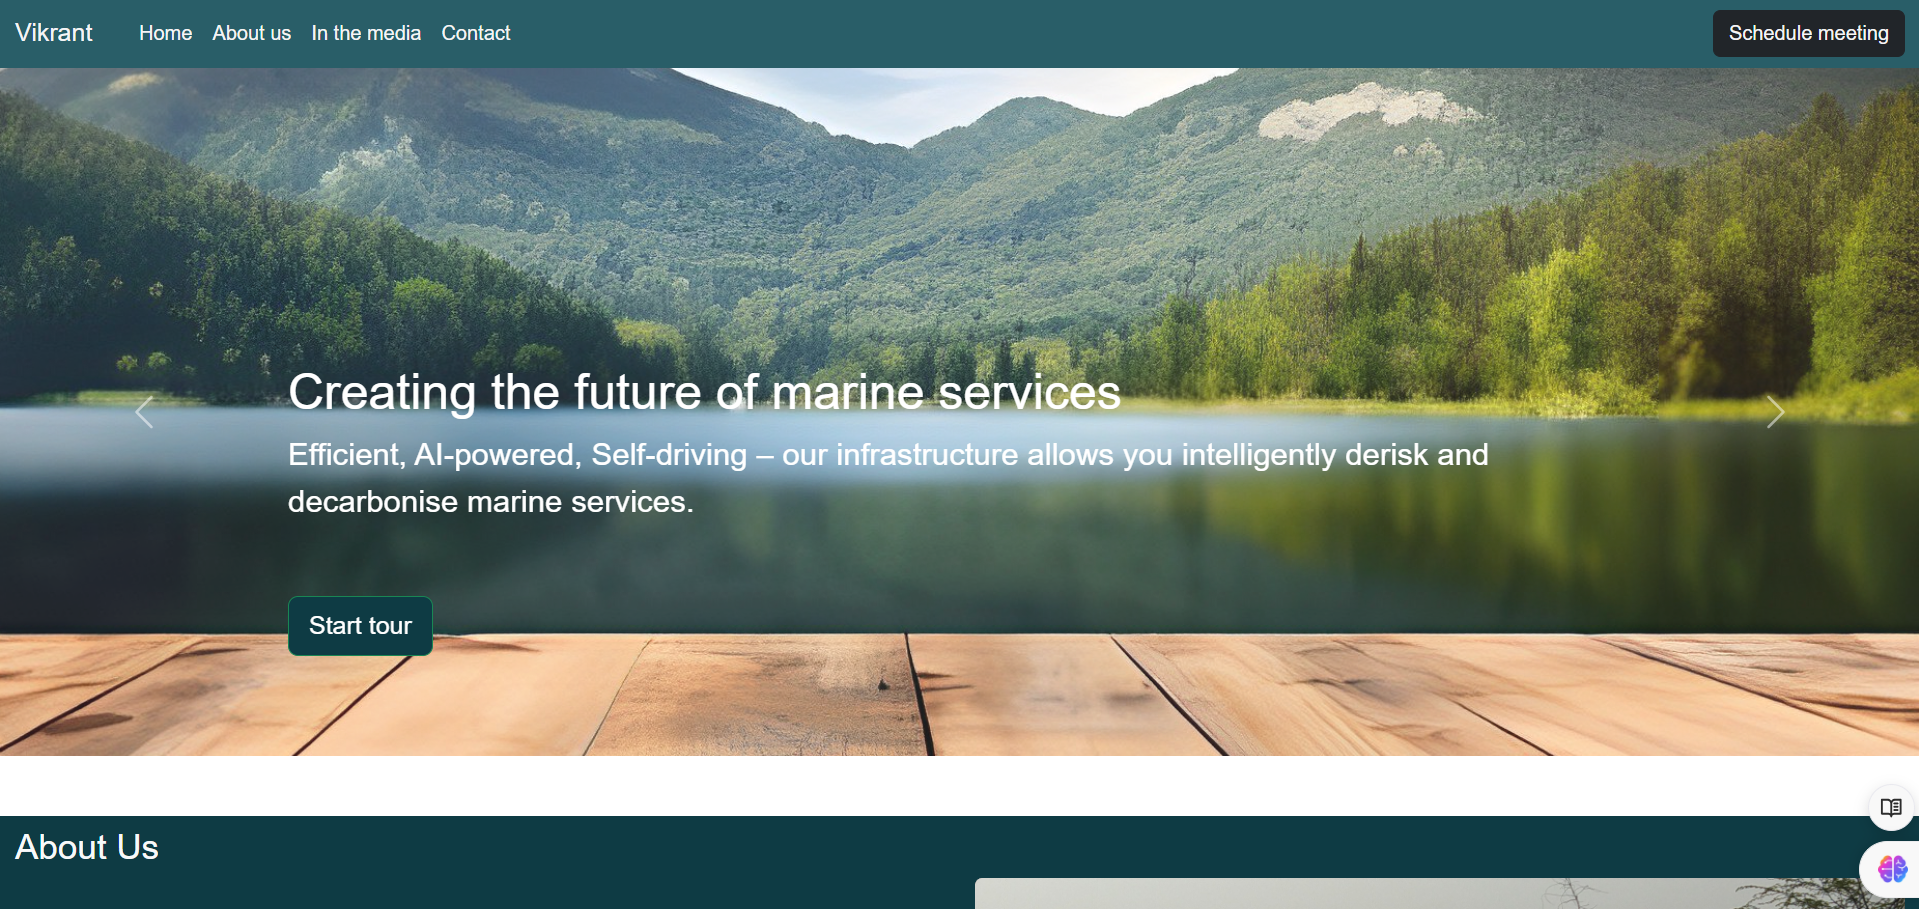 Vikrant
Home
About us
In the media
Contact
Schedule meeting
Creating the future of marine services
Efficient, AI-powered, Self-driving – our infrastructure allows you intelligently derisk and
decarbonise marine services.
Start tour
About Us